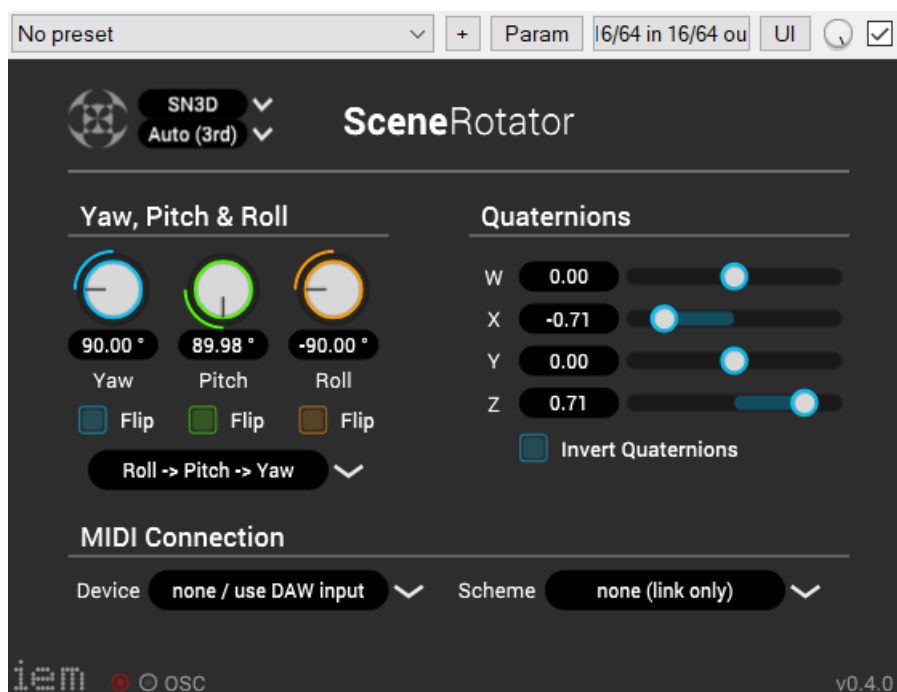 No preset + Param 16/64 in 16/64 ou UI
SN3D
Auto (3rd)
SceneRotator
Yaw, Pitch & Roll
90.00 ° 89.98 ° -90.00 °
Yaw Pitch Roll
Flip Flip Flip
Roll -> Pitch -> Yaw
Quaternions
W 0.00
X -0.71
Y 0.00
Z 0.71
Invert Quaternions
MIDI Connection
Device none / use DAW input Scheme none (link only)
iem OSC v0.4.0